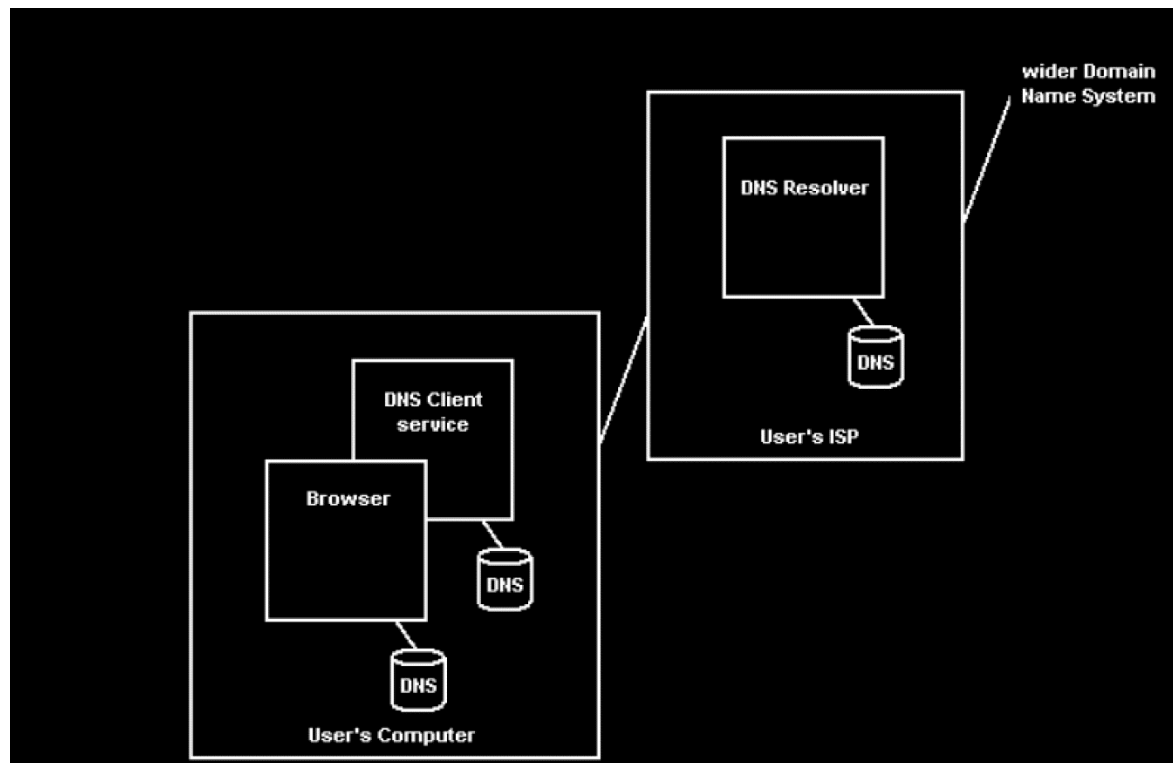 wider Domain
Name System
DNS Resolver
DNS
User's ISP
DNS Client
service
Browser
DNS
DNS
User's Computer